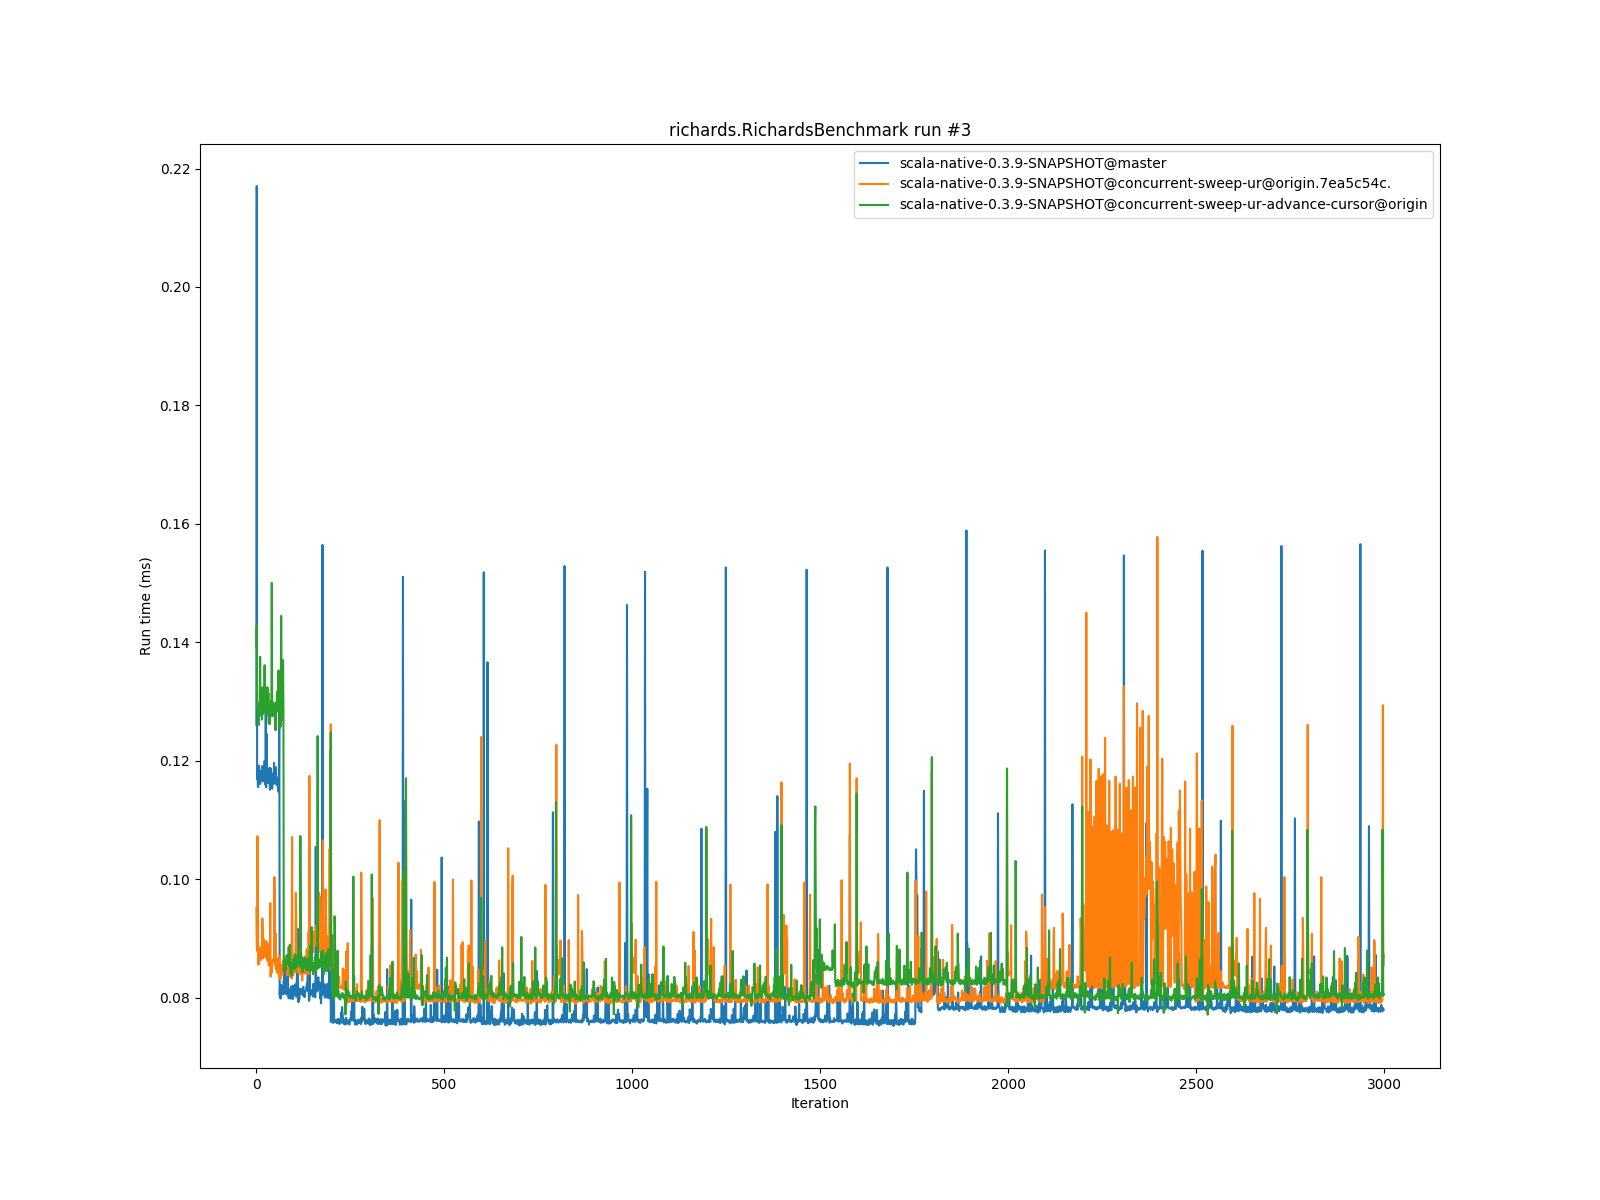 richards.RichardsBenchmark run #3
scala-native-0.3.9-SNAPSHOT@master
scala-native-0.3.9-SNAPSHOT@concurrent-sweep-ur@origin.7ea5c54c.
scala-native-0.3.9-SNAPSHOT@concurrent-sweep-ur-advance-cursor@origin
0.22
0.20
0.18
0.16
0.14
0.12
0.10
0.08
Run time (ms)
0 500 1000 1500 2000 2500 3000
Iteration